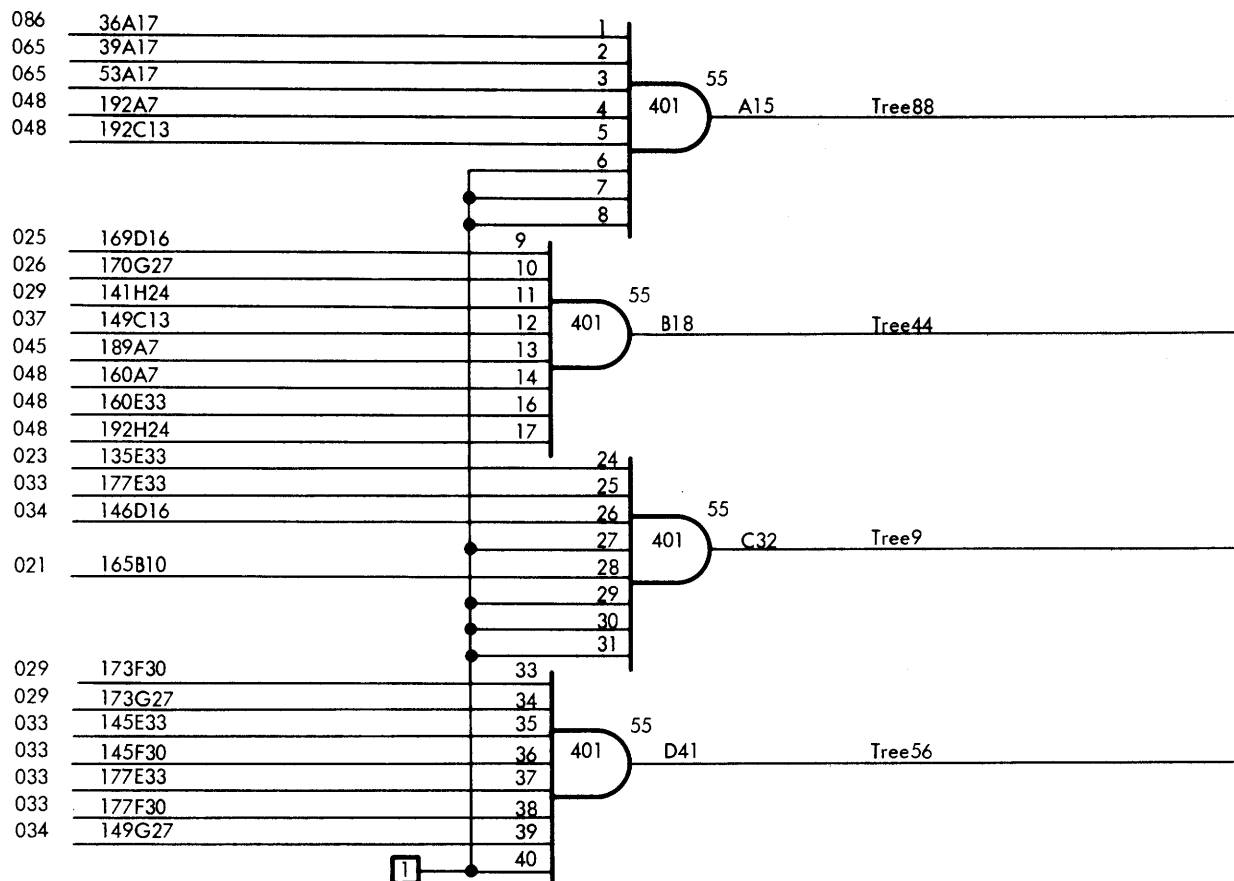 086 36A17 1
065 39A17 2
065 53A17 3 55
048 192A7 4 401 A15 Tree88
048 192C13 5
6
7
8
025 169D16 9
026 170G27 10
029 141H24 11 55
037 149C13 12 401 B18 Tree44
045 189A7 13
048 160A7 14
048 160E33 16
048 192H24 17
023 135E33 24
033 177E33 25
034 146D16 26 55
27 401 C32 Tree9
021 165B10 28
29
30
31
029 173F30 33
029 173G27 34
033 145E33 35 55
033 145F30 36 401 D41 Tree56
033 177E33 37
033 177F30 38
034 149G27 39
1 40